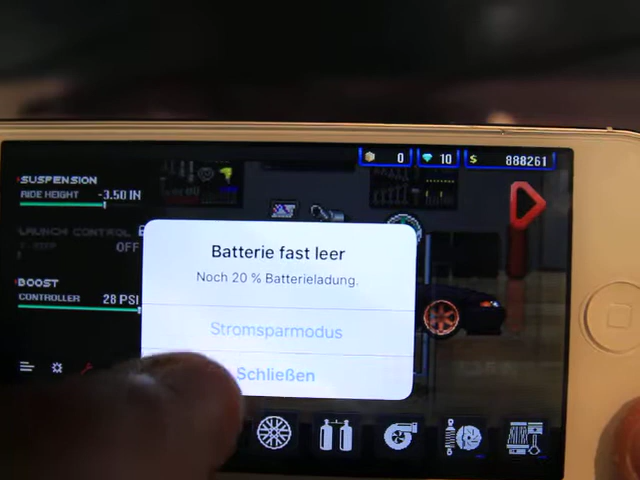 0 10 $ 888261
SUSPENSION
RIDE HEIGHT -3.50 IN
LAUNCH CONTROL
OFF
BOOST
CONTROLLER 28 PSI
Batterie fast leer
Noch 20 % Batterieladung.
Stromsparmodus
Schließen